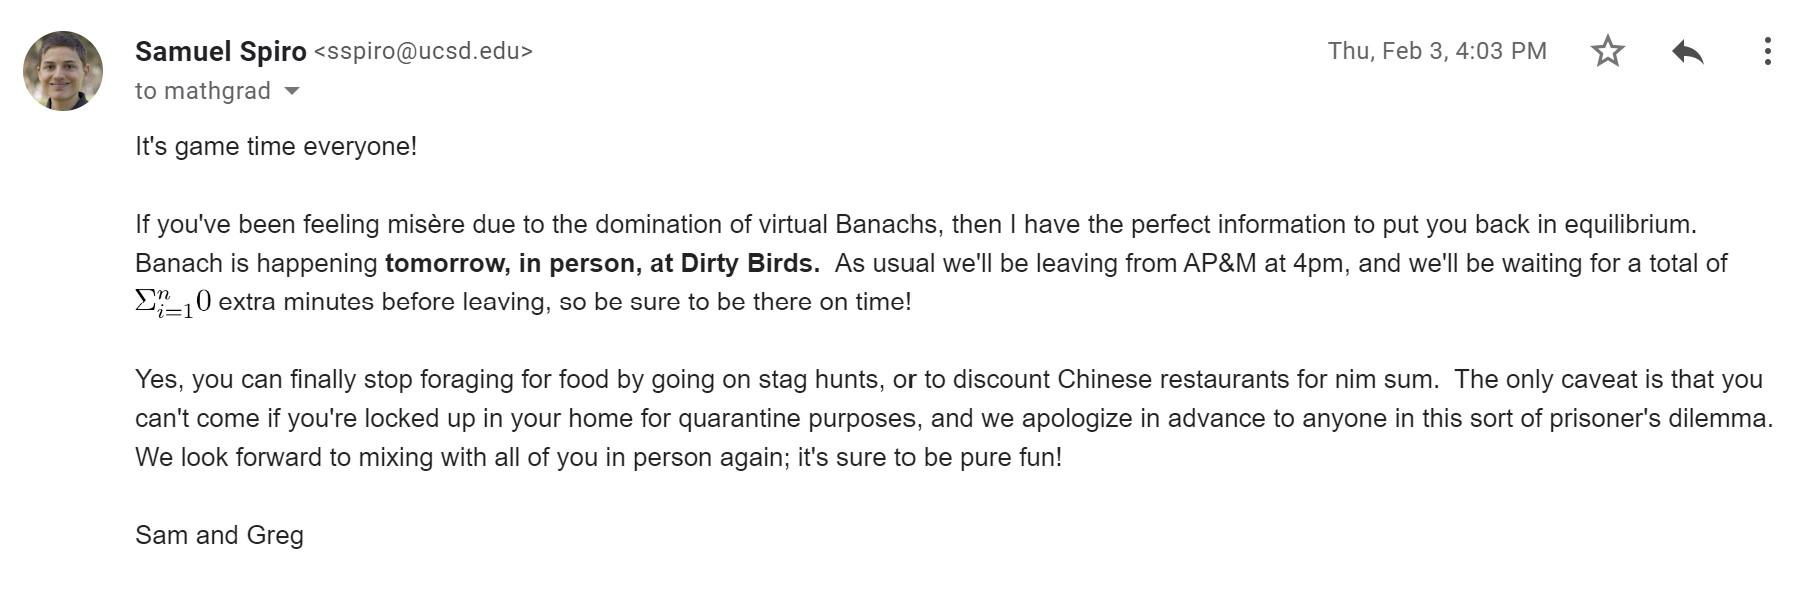 Samuel Spiro <sspiro@ucsd.edu> Thu, Feb 3, 4:03 PM
to mathgrad
It's game time everyone!
If you've been feeling misère due to the domination of virtual Banachs, then I have the perfect information to put you back in equilibrium.
Banach is happening tomorrow, in person, at Dirty Birds.  As usual we'll be leaving from AP&M at 4pm, and we'll be waiting for a total of
Σⁿᵢ₌₁0 extra minutes before leaving, so be sure to be there on time!
Yes, you can finally stop foraging for food by going on stag hunts, or to discount Chinese restaurants for nim sum.  The only caveat is that you
can't come if you're locked up in your home for quarantine purposes, and we apologize in advance to anyone in this sort of prisoner's dilemma.
We look forward to mixing with all of you in person again; it's sure to be pure fun!
Sam and Greg